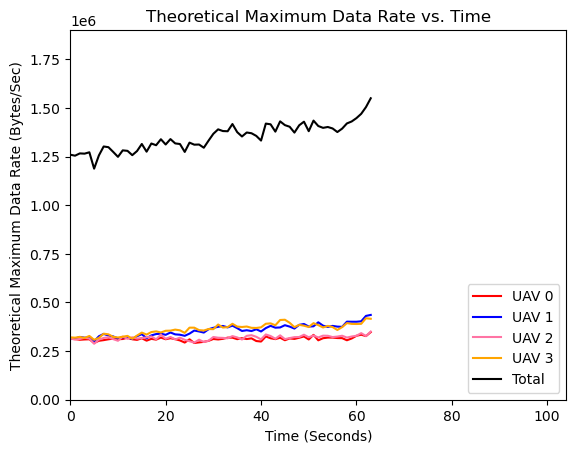 Theoretical Maximum Data Rate vs. Time
1e6
Theoretical Maximum Data Rate (Bytes/Sec)
1.75
1.50
1.25
1.00
0.75
0.50
0.25
0.00
0 20 40 60 80 100
Time (Seconds)
UAV 0
UAV 1
UAV 2
UAV 3
Total